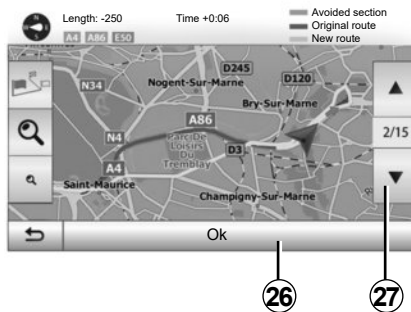 Length: -250 Time +0:06
A4 A86 E50
Avoided section
Original route
New route
D245
D120
N34
Nogent-Sur-Marne
Bry-Sur-Marne
A86
2/15
N4
Parc De
Loisirs
Du
Tremblay
D3
A4
Saint-Maurice
Champigny-Sur-Marne
Ok
26 27